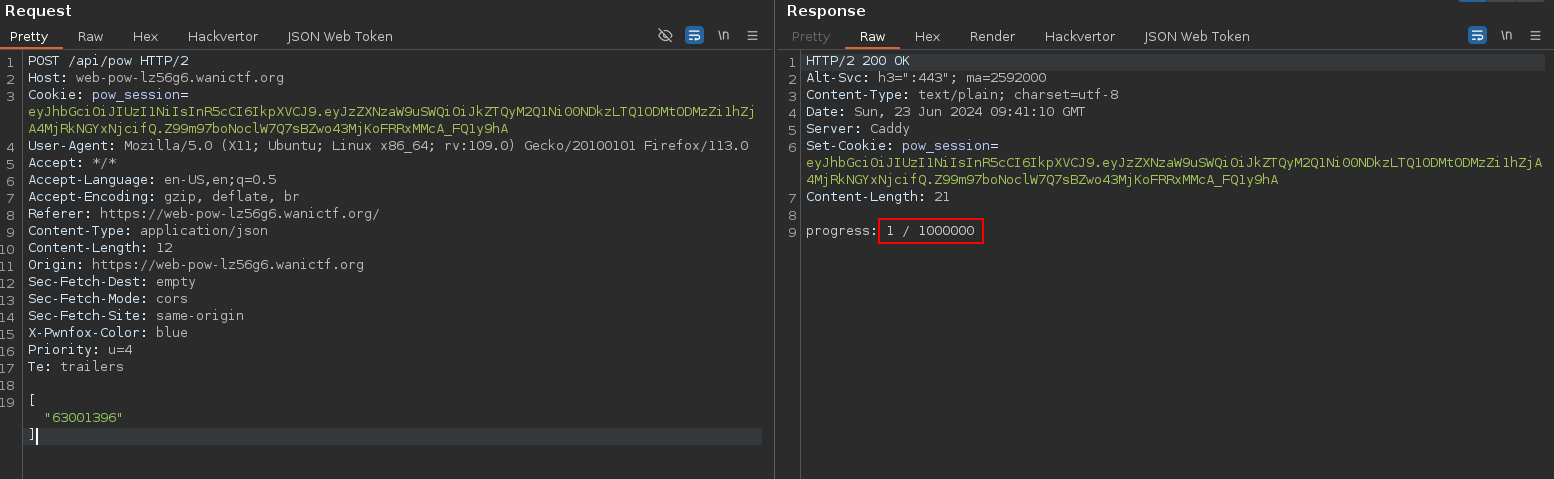 Request
Pretty Raw Hex Hackvertor JSON Web Token \n
1 POST /api/pow HTTP/2
2 Host: web-pow-lz56g6.wanictf.org
3 Cookie: pow_session=
eyJhbGciOiJIUzI1NiIsInR5cCI6IkpXVCJ9.eyJzZXNzaW9uSWQiOiJkZTQyM2Q1Ni00NDkzLTQ1ODMtODMzZi1hZj
A4MjRkNGYxNjcifQ.Z99m97boNoclW7Q7sBZwo43MjKoFRRxMMcA_FQ1y9hA
4 User-Agent: Mozilla/5.0 (X11; Ubuntu; Linux x86_64; rv:109.0) Gecko/20100101 Firefox/113.0
5 Accept: */*
6 Accept-Language: en-US,en;q=0.5
7 Accept-Encoding: gzip, deflate, br
8 Referer: https://web-pow-lz56g6.wanictf.org/
9 Content-Type: application/json
10 Content-Length: 12
11 Origin: https://web-pow-lz56g6.wanictf.org
12 Sec-Fetch-Dest: empty
13 Sec-Fetch-Mode: cors
14 Sec-Fetch-Site: same-origin
15 X-Pwnfox-Color: blue
16 Priority: u=4
17 Te: trailers
18
19 [
"63001396"
]
Response
Pretty Raw Hex Render Hackvertor JSON Web Token \n
1 HTTP/2 200 OK
2 Alt-Svc: h3=":443"; ma=2592000
3 Content-Type: text/plain; charset=utf-8
4 Date: Sun, 23 Jun 2024 09:41:10 GMT
5 Server: Caddy
6 Set-Cookie: pow_session=
eyJhbGciOiJIUzI1NiIsInR5cCI6IkpXVCJ9.eyJzZXNzaW9uSWQiOiJkZTQyM2Q1Ni00NDkzLTQ1ODMtODMzZi1hZjA
4MjRkNGYxNjcifQ.Z99m97boNoclW7Q7sBZwo43MjKoFRRxMMcA_FQ1y9hA
7 Content-Length: 21
8
9 progress: 1 / 1000000